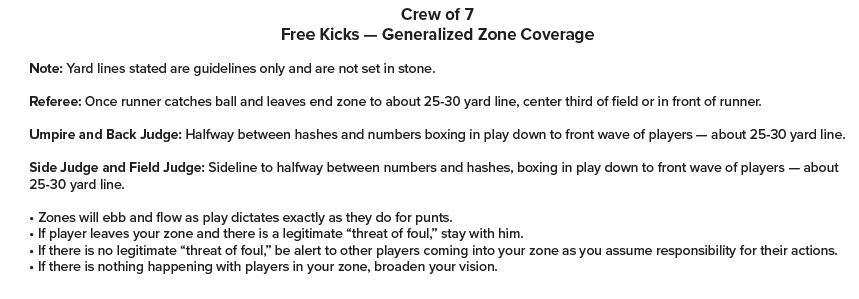 Crew of 7
Free Kicks — Generalized Zone Coverage
Note: Yard lines stated are guidelines only and are not set in stone.
Referee: Once runner catches ball and leaves end zone to about 25-30 yard line, center third of field or in front of runner.
Umpire and Back Judge: Halfway between hashes and numbers boxing in play down to front wave of players — about 25-30 yard line.
Side Judge and Field Judge: Sideline to halfway between numbers and hashes, boxing in play down to front wave of players — about
25-30 yard line.
• Zones will ebb and flow as play dictates exactly as they do for punts.
• If player leaves your zone and there is a legitimate “threat of foul,” stay with him.
• If there is no legitimate “threat of foul,” be alert to other players coming into your zone as you assume responsibility for their actions.
• If there is nothing happening with players in your zone, broaden your vision.